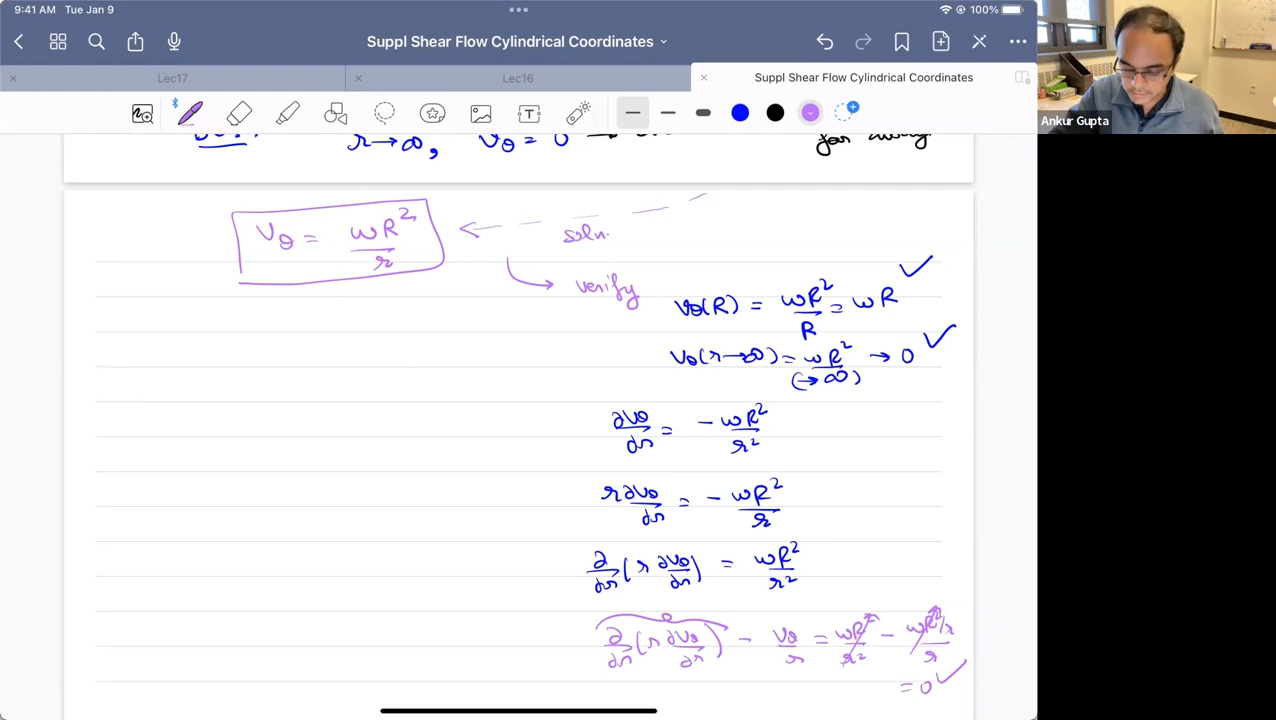 9:41 AM Tue Jan 9
100%
Suppl Shear Flow Cylindrical Coordinates
Lec17
Lec16
Suppl Shear Flow Cylindrical Coordinates
Ankur Gupta
r→∞, vθ = 0
far away
vθ = ωR²/r
soln.
verify
vθ(R) = ωR²/R = ωR ✓
vθ(r→∞) = ωR²/(→∞) → 0 ✓
∂vθ/∂r = -ωR²/r²
r ∂vθ/∂r = -ωR²/r
∂/∂r (r ∂vθ/∂r) = ωR²/r²
∂/∂r (r ∂vθ/∂r) - vθ/r = ωR²/r² - (ωR²/r)/r
= 0 ✓